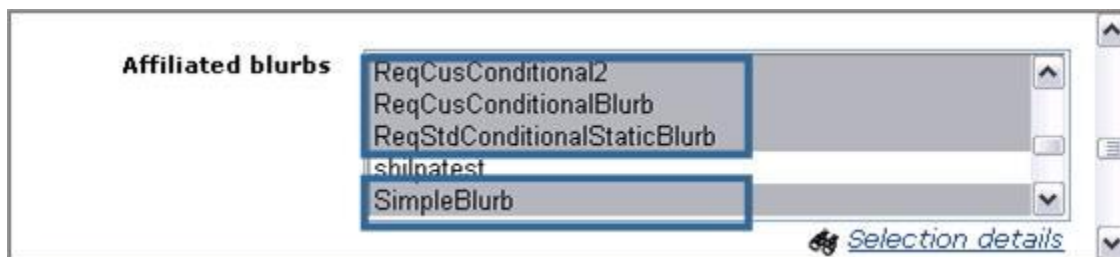 Affiliated blurbs
ReqCusConditional2
ReqCusConditionalBlurb
ReqStdConditionalStaticBlurb
shilpatest
SimpleBlurb
Selection details